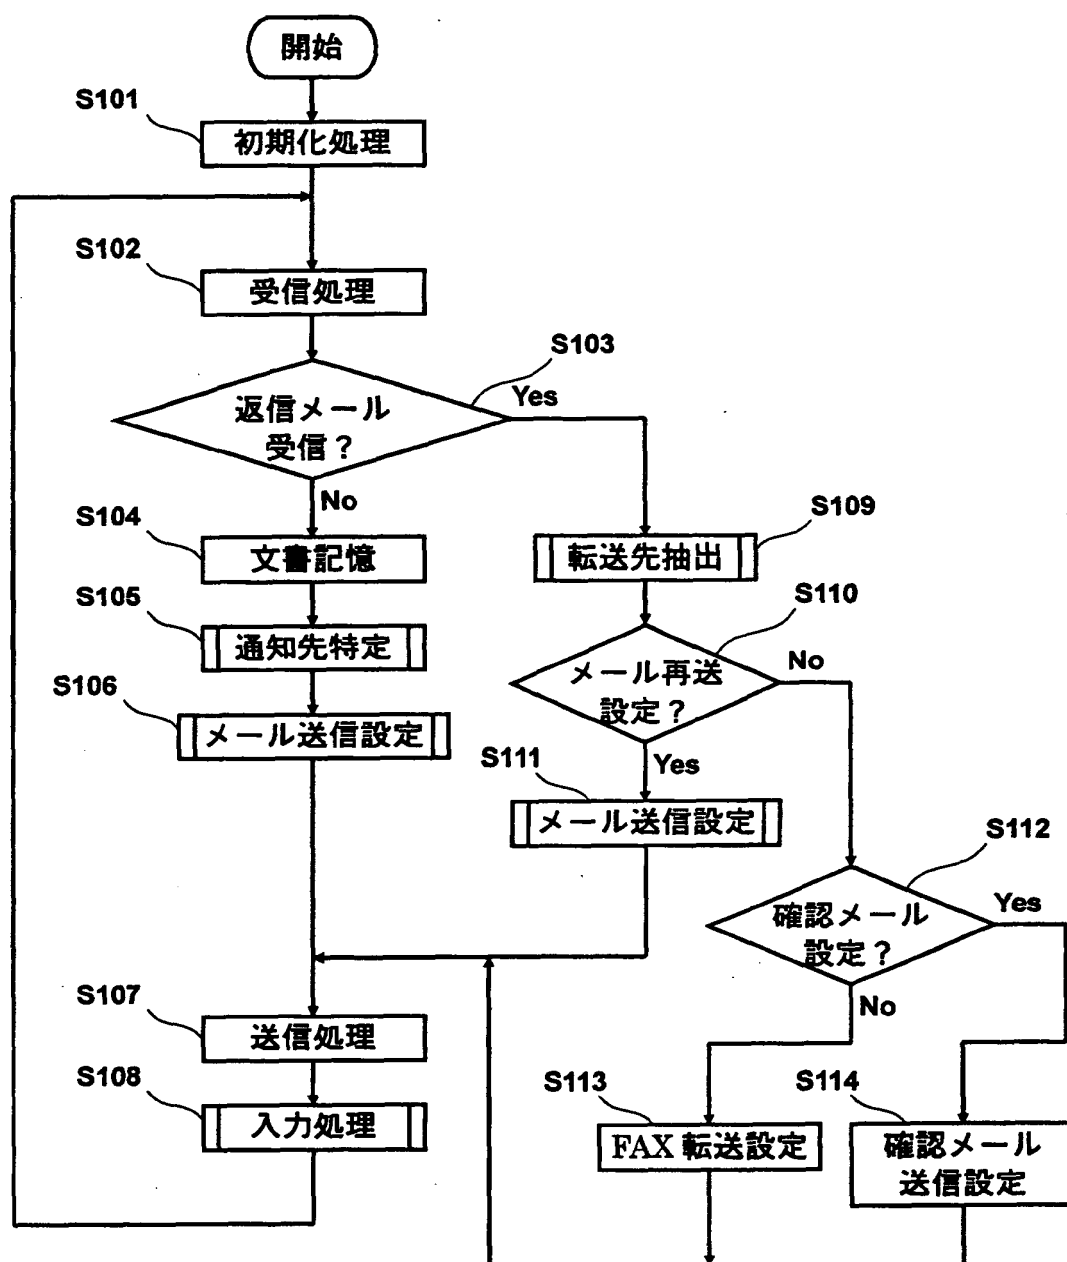 開始
S101
初期化処理
S102
受信処理
S103
返信メール
受信？
Yes
No
S104
文書記憶
S105
通知先特定
S106
メール送信設定
S107
送信処理
S108
入力処理
S109
転送先抽出
S110
メール再送
設定？
No
Yes
S111
メール送信設定
S112
確認メール
設定？
Yes
No
S113
FAX 転送設定
S114
確認メール
送信設定